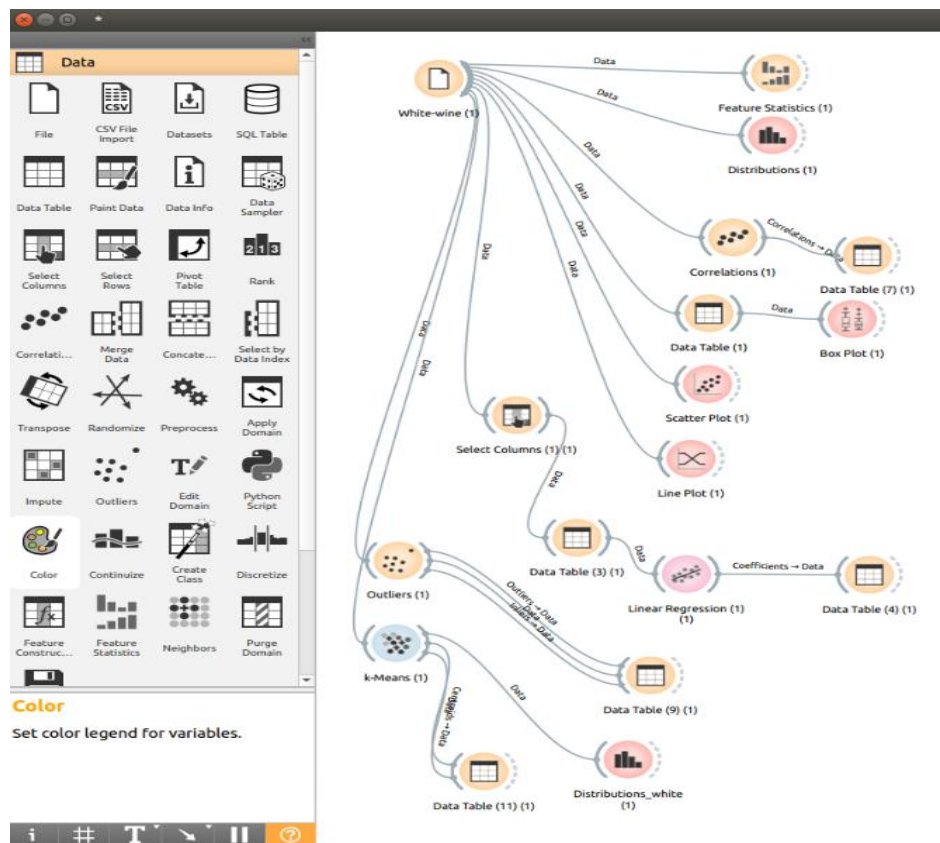 *
Data
File
CSV File
Import
Datasets
SQL Table
Data Table
Paint Data
Data Info
Data
Sampler
Select
Columns
Select
Rows
Pivot
Table
Rank
Correlati...
Merge
Data
Concate...
Select by
Data Index
Transpose
Randomize
Preprocess
Apply
Domain
Impute
Outliers
Edit
Domain
Python
Script
Color
Continuize
Create
Class
Discretize
Feature
Construc...
Feature
Statistics
Neighbors
Purge
Domain
Color
Set color legend for variables.
White-wine (1)
Data
Feature Statistics (1)
Data
Distributions (1)
Data
Correlations (1)
Correlations → Data
Data Table (7) (1)
Data
Data Table (1)
Data
Box Plot (1)
Data
Scatter Plot (1)
Data
Line Plot (1)
Data
Select Columns (1) (1)
Data
Data Table (3) (1)
Data
Linear Regression (1)
(1)
Coefficients → Data
Data Table (4) (1)
Data
Data
Outliers (1)
Outliers → Data
Data
→ Data
Data Table (9) (1)
k-Means (1)
Data
Distributions_white
(1)
→ Data
Data Table (11) (1)